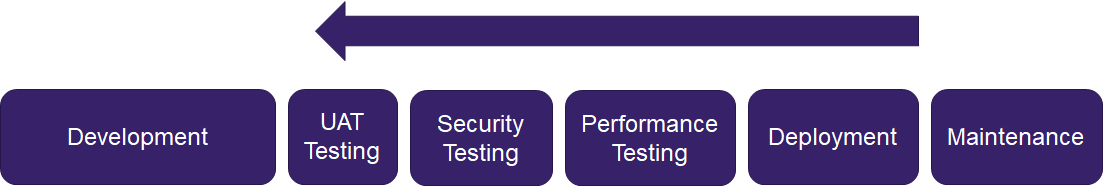 Development
UAT
Testing
Security
Testing
Performance
Testing
Deployment
Maintenance